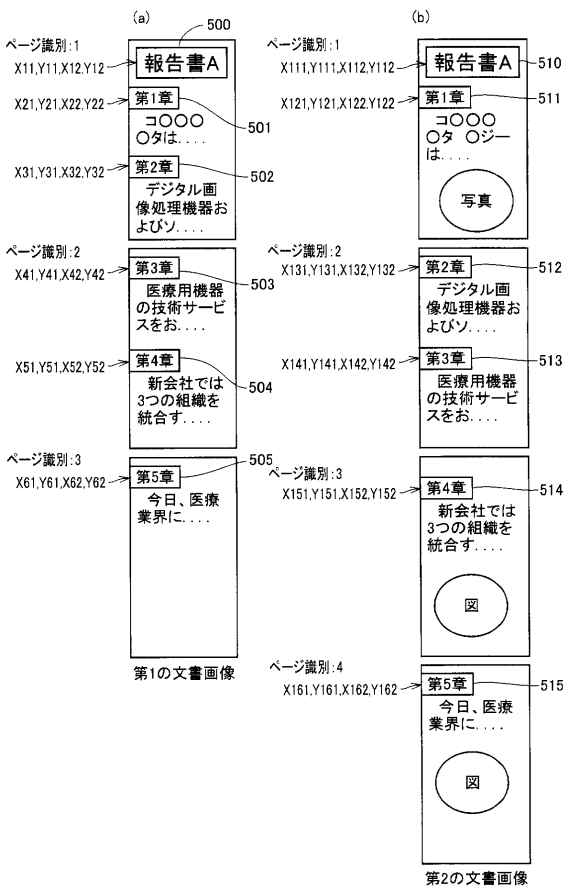 (a)
ページ識別:1
500
X11,Y11,X12,Y12
報告書A
X21,Y21,X22,Y22
第1章
501
コ〇〇〇
〇タは....
X31,Y31,X32,Y32
第2章
502
デジタル画
像処理機器お
よびソ....
ページ識別:2
X41,Y41,X42,Y42
第3章
503
医療用機器
の技術サービ
スをお....
X51,Y51,X52,Y52
第4章
504
新会社では
3つの組織を
統合す....
ページ識別:3
X61,Y61,X62,Y62
第5章
505
今日、医療
業界に....
第1の文書画像
(b)
ページ識別:1
X111,Y111,X112,Y112
報告書A
510
X121,Y121,X122,Y122
第1章
511
コ〇〇〇
〇タ 〇ジー
は....
写真
ページ識別:2
X131,Y131,X132,Y132
第2章
512
デジタル画
像処理機器お
よびソ....
X141,Y141,X142,Y142
第3章
513
医療用機器
の技術サービ
スをお....
ページ識別:3
X151,Y151,X152,Y152
第4章
514
新会社では
3つの組織を
統合す....
図
ページ識別:4
X161,Y161,X162,Y162
第5章
515
今日、医療
業界に....
図
第2の文書画像